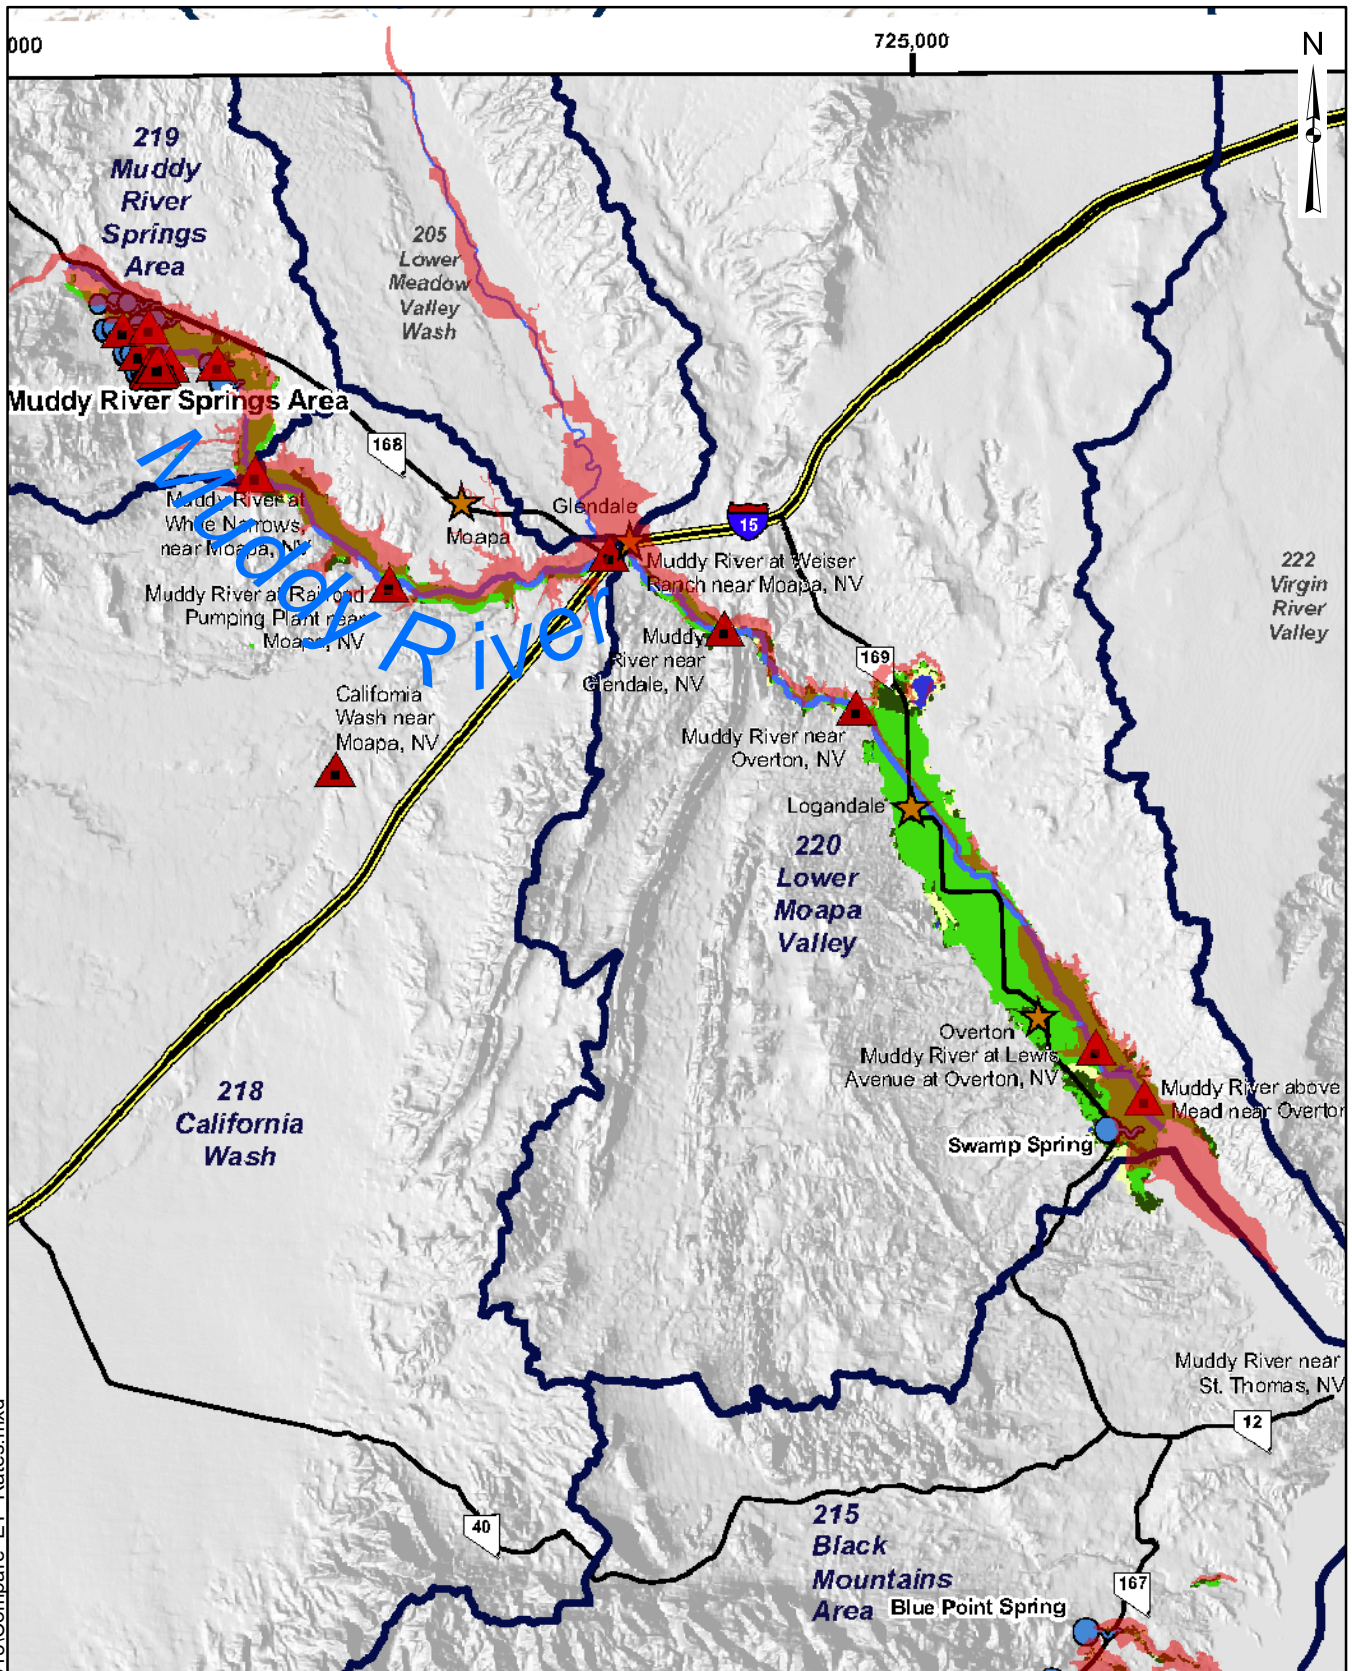 000
725,000
N
219
Muddy
River
Springs
Area
205
Lower
Meadow
Valley
Wash
Muddy River Springs Area
168
Glendale
Moapa
15
Muddy River
Muddy River at
White Narrows,
near Moapa, NV
Muddy River at Railroad
Pumping Plant near
Moapa, NV
Muddy River at Weiser
Ranch near Moapa, NV
222
Virgin
River
Valley
Muddy
River near
Glendale, NV
169
California
Wash near
Moapa, NV
Muddy River near
Overton, NV
Logandale
220
Lower
Moapa
Valley
Overton
Muddy River at Lewis
Avenue at Overton, NV
218
California
Wash
Muddy River above
Mead near Overton
Swamp Spring
Muddy River near
St. Thomas, NV
12
40
215
Black
Mountains
Area
Blue Point Spring
167